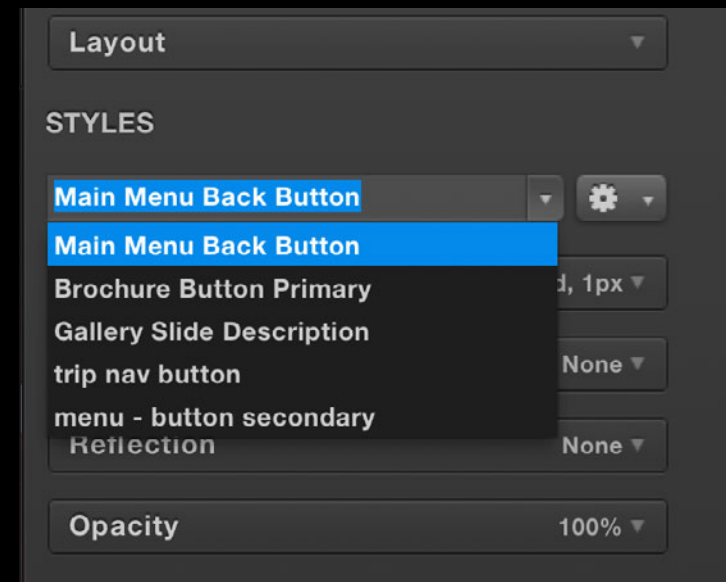 Layout
STYLES
Main Menu Back Button
Main Menu Back Button
Brochure Button Primary
d, 1px
Gallery Slide Description
trip nav button
None
menu - button secondary
Reflection
None
Opacity
100%